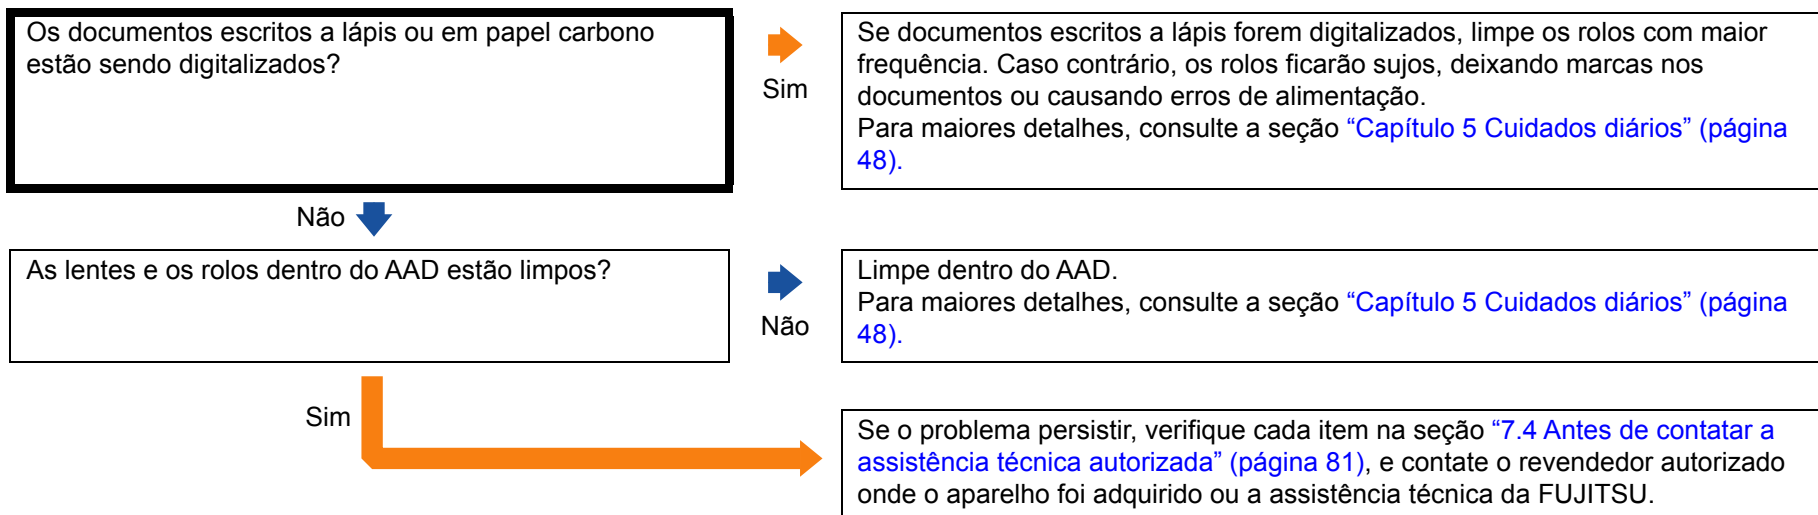 Os documentos escritos a lápis ou em papel carbono
estão sendo digitalizados?
Sim
Se documentos escritos a lápis forem digitalizados, limpe os rolos com maior
frequência. Caso contrário, os rolos ficarão sujos, deixando marcas nos
documentos ou causando erros de alimentação.
Para maiores detalhes, consulte a seção “Capítulo 5 Cuidados diários” (página
48).
Não
As lentes e os rolos dentro do AAD estão limpos?
Não
Limpe dentro do AAD.
Para maiores detalhes, consulte a seção “Capítulo 5 Cuidados diários” (página
48).
Sim
Se o problema persistir, verifique cada item na seção “7.4 Antes de contatar a
assistência técnica autorizada” (página 81), e contate o revendedor autorizado
onde o aparelho foi adquirido ou a assistência técnica da FUJITSU.